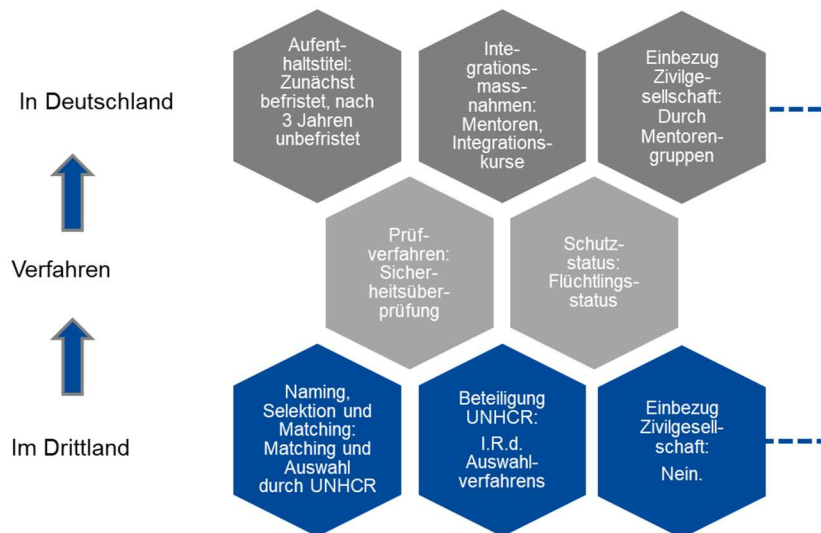 In Deutschland
Aufent-
haltstitel:
Zunächst
befristet, nach
3 Jahren
unbefristet
Inte-
grations-
mass-
nahmen:
Mentoren,
Integrations-
kurse
Einbezug
Zivilge-
sellschaft:
Durch
Mentoren-
gruppen
Verfahren
Prüf-
verfahren:
Sicher-
heitsüber-
prüfung
Schutz-
status:
Flüchtlings-
status
Im Drittland
Naming,
Selektion und
Matching:
Matching und
Auswahl
durch UNHCR
Beteiligung
UNHCR:
I.R.d.
Auswahl-
verfahrens
Einbezug
Zivilgesell-
schaft:
Nein.